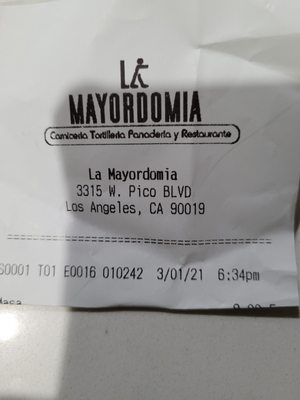 LA
MAYORDOMIA
Carniceria Tortilleria Panaderia y Restaurante
La Mayordomia
3315 W. Pico BLVD
Los Angeles, CA 90019
S0001 T01 E0016 010242 3/01/21 6:34pm